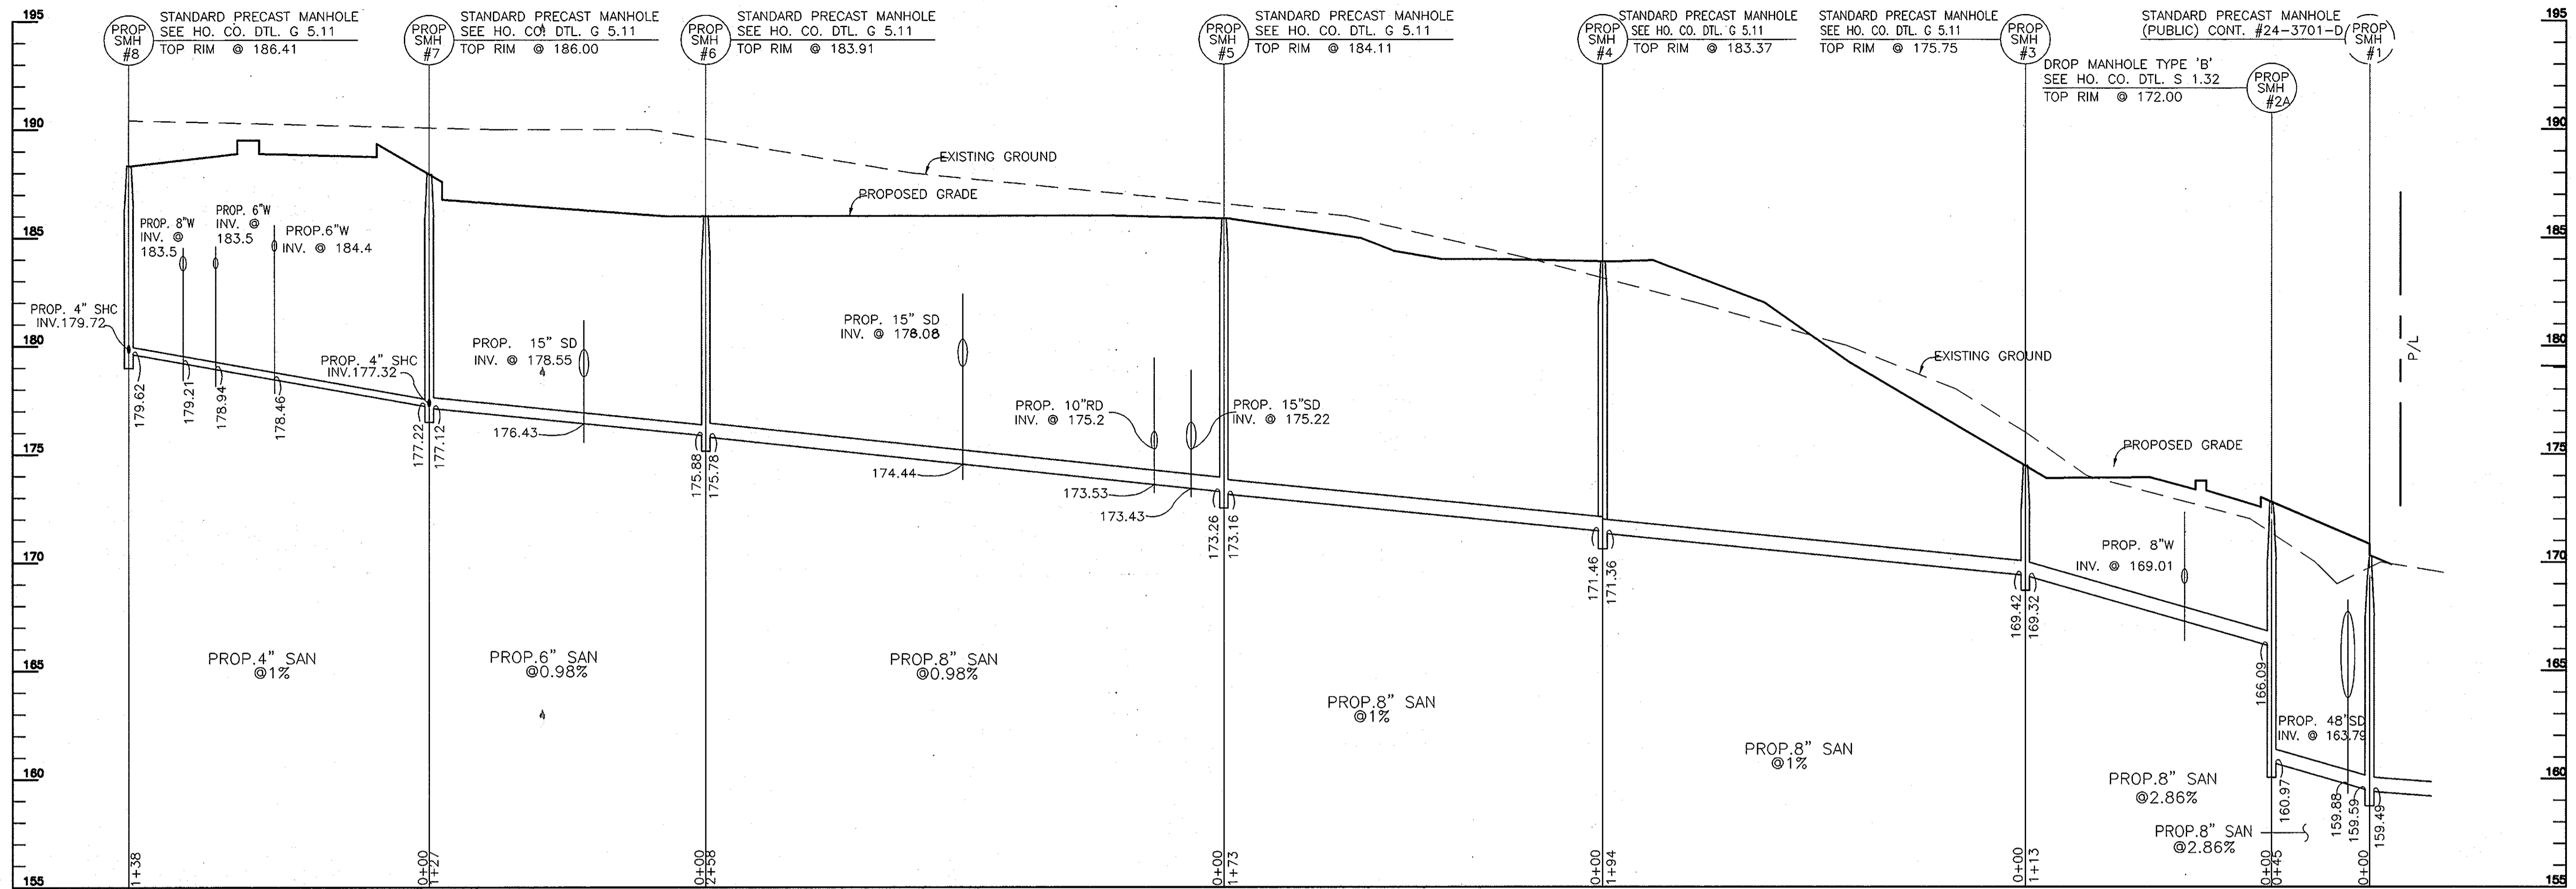 195
195
PROP
SMH
#8
STANDARD PRECAST MANHOLE
SEE HO. CO. DTL. G 5.11
TOP RIM @ 186.41
PROP
SMH
#7
STANDARD PRECAST MANHOLE
SEE HO. CO. DTL. G 5.11
TOP RIM @ 186.00
PROP
SMH
#6
STANDARD PRECAST MANHOLE
SEE HO. CO. DTL. G 5.11
TOP RIM @ 183.91
PROP
SMH
#5
STANDARD PRECAST MANHOLE
SEE HO. CO. DTL. G 5.11
TOP RIM @ 184.11
PROP
SMH
#4
STANDARD PRECAST MANHOLE
SEE HO. CO. DTL. G 5.11
TOP RIM @ 183.37
STANDARD PRECAST MANHOLE
SEE HO. CO. DTL. G 5.11
TOP RIM @ 175.75
PROP
SMH
#3
STANDARD PRECAST MANHOLE
(PUBLIC) CONT. #24-3701-D
PROP
SMH
#1
DROP MANHOLE TYPE 'B'
SEE HO. CO. DTL. S 1.32
TOP RIM @ 172.00
PROP
SMH
#2A
190
190
EXISTING GROUND
PROPOSED GRADE
PROP. 8"W
INV. @
183.5
PROP. 6"W
INV. @
183.5
PROP.6"W
INV. @ 184.4
185
185
PROP. 4" SHC
INV.179.72
PROP. 4" SHC
INV.177.32
PROP. 15" SD
INV. @ 178.55
PROP. 15" SD
INV. @ 178.08
P/L
EXISTING GROUND
180
180
179.62
179.21
178.94
178.46
177.22
177.12
176.43
PROP. 10"RD
INV. @ 175.2
PROP. 15"SD
INV. @ 175.22
PROPOSED GRADE
175
175
175.88
175.78
174.44
173.53
173.43
173.26
173.16
171.46
171.36
PROP. 8"W
INV. @ 169.01
170
170
169.42
169.32
166.09
165
165
PROP.4" SAN
@1%
PROP.6" SAN
@0.98%
PROP.8" SAN
@0.98%
PROP.8" SAN
@1%
PROP.8" SAN
@1%
PROP. 48"SD
INV. @ 163.79
160
160
PROP.8" SAN
@2.86%
160.97
159.88
159.59
159.49
PROP.8" SAN
@2.86%
155
155
1+38
0+00
1+27
0+00
2+58
0+00
1+73
0+00
1+94
0+00
1+13
0+00
0+45
0+00